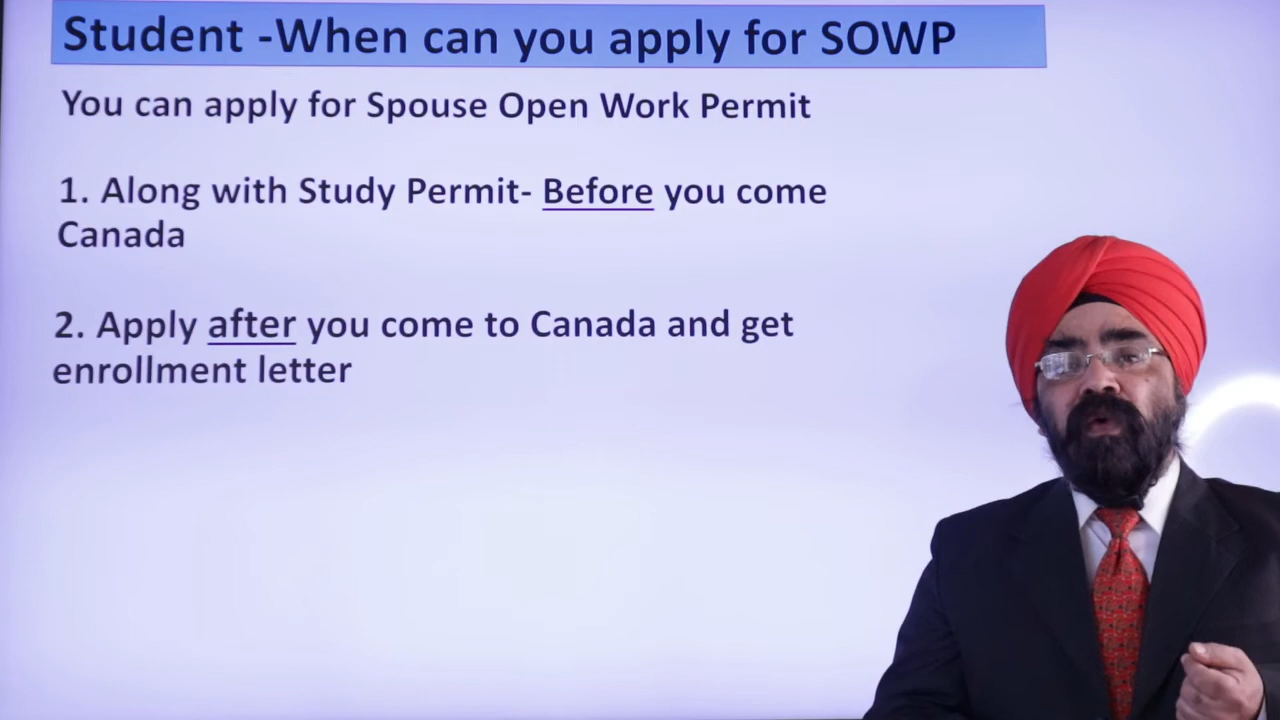 Student -When can you apply for SOWP
You can apply for Spouse Open Work Permit
1. Along with Study Permit- Before you come
Canada
2. Apply after you come to Canada and get
enrollment letter